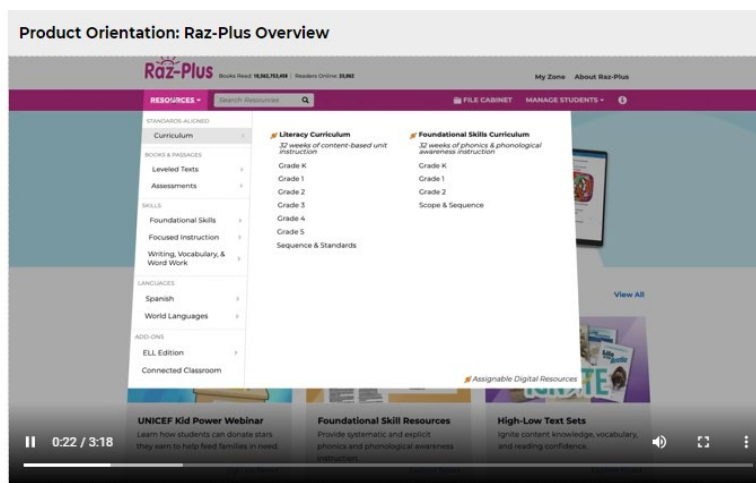 Product Orientation: Raz-Plus Overview
Raz-Plus Books Read: 10,562,753,498 | Readers Online: 33,862
My Zone About Raz-Plus
RESOURCES Search Resources FILE CABINET MANAGE STUDENTS
STANDARDS-ALIGNED
Curriculum
BOOKS & PASSAGES
Leveled Texts
Assessments
SKILLS
Foundational Skills
Focused Instruction
Writing, Vocabulary, &
Word Work
LANGUAGES
Spanish
World Languages
ADD-ONS
ELL Edition
Connected Classroom
Literacy Curriculum
32 weeks of content-based unit
instruction
Grade K
Grade 1
Grade 2
Grade 3
Grade 4
Grade 5
Sequence & Standards
Foundational Skills Curriculum
32 weeks of phonics & phonological
awareness instruction
Grade K
Grade 1
Grade 2
Scope & Sequence
Assignable Digital Resources
View All
UNICEF Kid Power Webinar
Learn how students can donate stars
they earn to help feed families in need.
Foundational Skill Resources
Provide systematic and explicit
phonics and phonological awareness
instruction.
High-Low Text Sets
Ignite content knowledge, vocabulary,
and reading confidence.
0:22 / 3:18